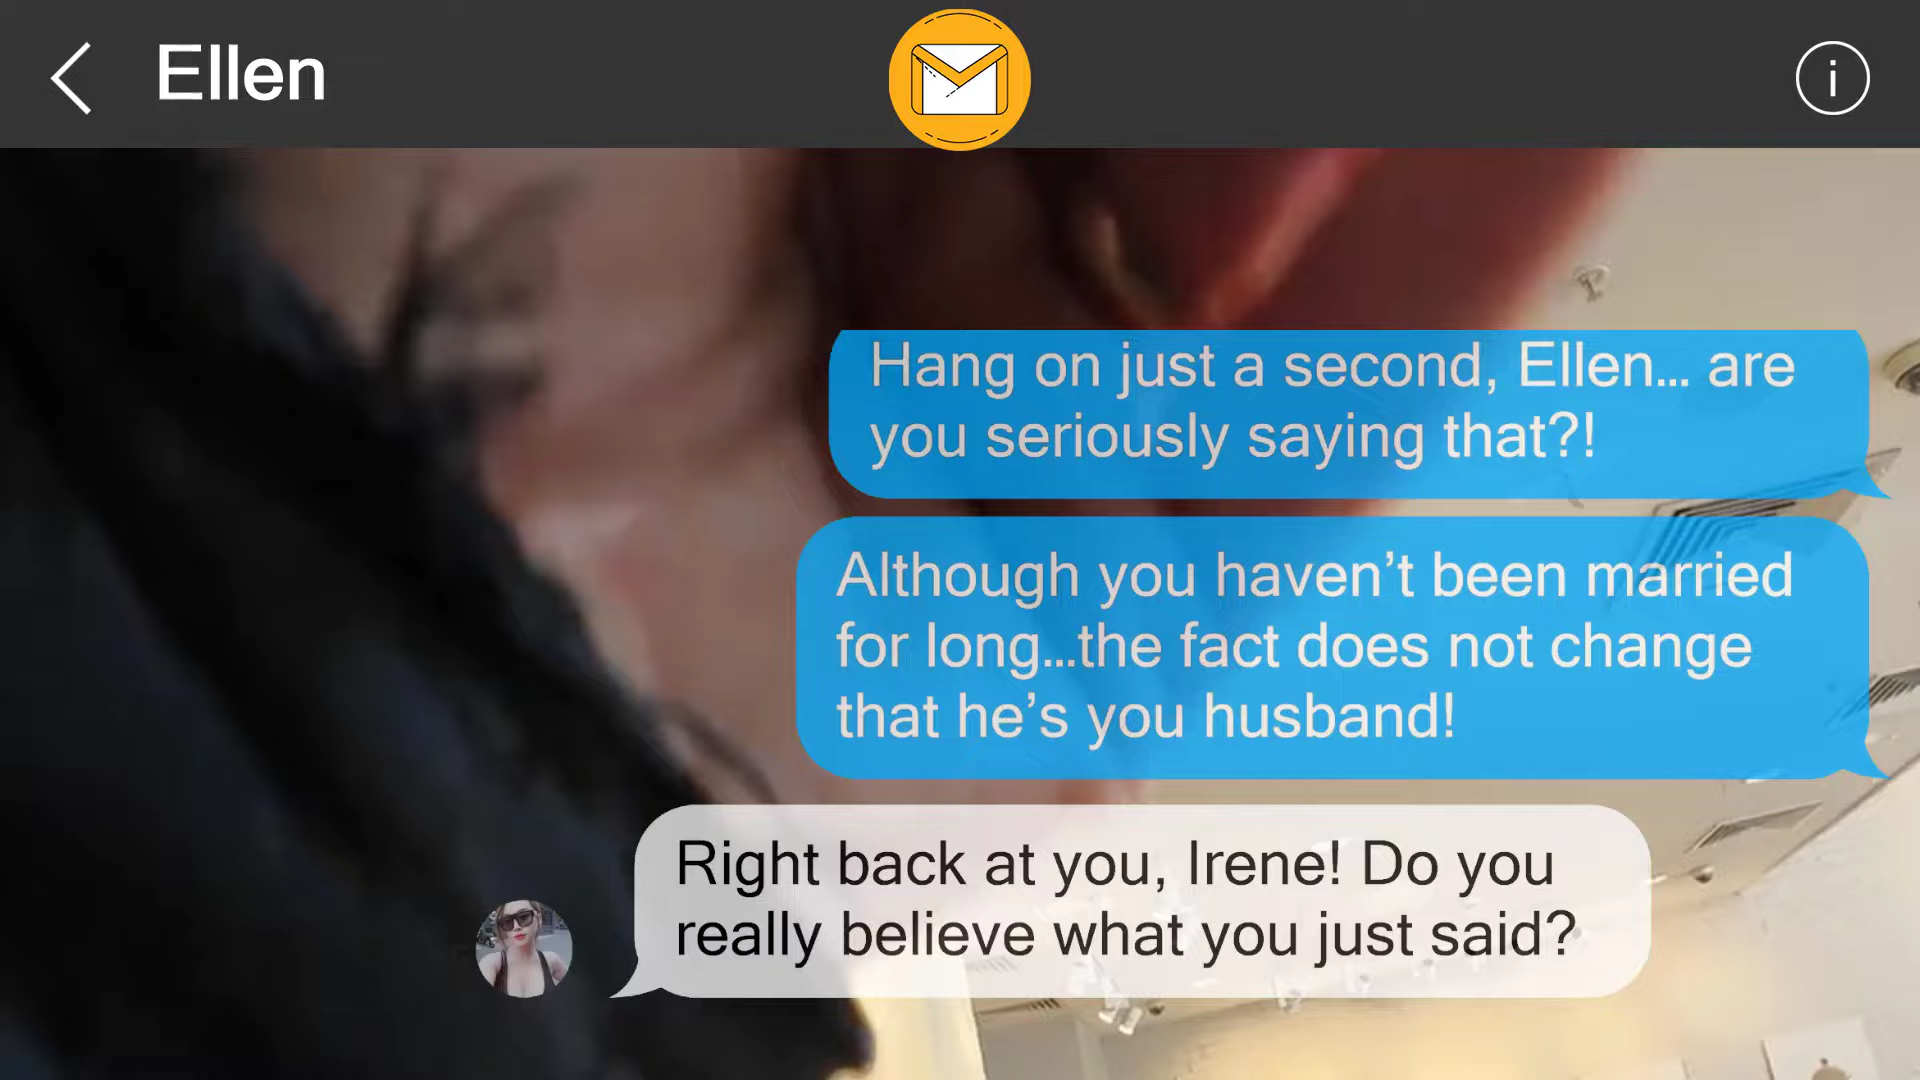 Ellen
i
Hang on just a second, Ellen... are
you seriously saying that?!
Although you haven’t been married
for long...the fact does not change
that he’s you husband!
Right back at you, Irene! Do you
really believe what you just said?